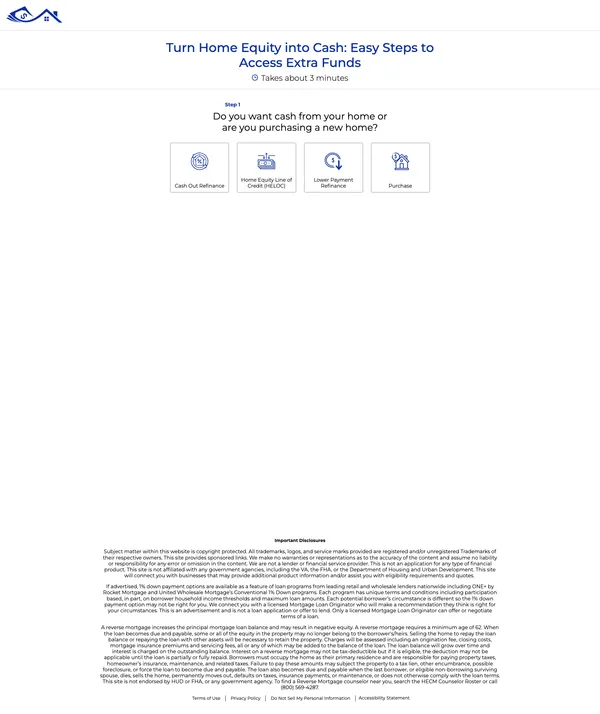 Turn Home Equity into Cash: Easy Steps to
Access Extra Funds
Takes about 3 minutes
Step 1
Do you want cash from your home or
are you purchasing a new home?
Cash Out Refinance
Home Equity Line of
Credit (HELOC)
Lower Payment
Refinance
Purchase
Important Disclosures
Subject matter within this website is copyright protected. All trademarks, logos, and service marks provided are registered and/or unregistered Trademarks of
their respective owners. This site provides sponsored links. We make no warranties or representations as to the accuracy of the content and assume no liability
or responsibility for any error or omission in the content. We are not a lender or financial service provider. This is not an application for any type of financial
product. This site is not affiliated with any government agencies, including the VA, the FHA, or the Department of Housing and Urban Development. This site
will connect you with businesses that may provide additional product information and/or assist you with eligibility requirements and quotes.
If advertised, 1% down payment options are available as a feature of loan programs from leading retail and wholesale lenders nationwide including ONE+ by
Rocket Mortgage and United Wholesale Mortgage's Conventional 1% Down programs. Each program has unique terms and conditions including participation
based, in part, on borrower household income thresholds and maximum loan amounts. Each potential borrower's circumstance is different so the 1% down
payment option may not be right for you. We connect you with a licensed Mortgage Loan Originator who will make a recommendation they think is right for
your circumstances. This is an advertisement and is not a loan application or offer to lend. Only a licensed Mortgage Loan Originator can offer or negotiate
terms of a loan.
A reverse mortgage increases the principal mortgage loan balance and may result in negative equity. A reverse mortgage requires a minimum age of 62. When
the loan becomes due and payable, some or all of the equity in the property may no longer belong to the borrower's/heirs. Selling the home to repay the loan
balance or repaying the loan with other assets will be necessary to retain the property. Charges will be assessed including an origination fee, closing costs,
mortgage insurance premiums and servicing fees, all or any of which may be added to the balance of the loan. The loan balance will grow over time and
interest is charged on the outstanding balance. Interest on a reverse mortgage may not be tax-deductible but if it is eligible, the deduction may not be
applicable until the loan is partially or fully repaid. Borrowers must occupy the home as their primary residence and are responsible for paying property taxes,
homeowner's insurance, maintenance, and related taxes. Failure to pay these amounts may subject the property to a tax lien, other encumbrance, possible
foreclosure, or force the loan to become due and payable. The loan also becomes due and payable when the last borrower, or eligible non-borrowing surviving
spouse, dies, sells the home, permanently moves out, defaults on taxes, insurance payments, or maintenance, or does not otherwise comply with the loan terms.
This site is not endorsed by HUD or FHA, or any government agency. To find a Reverse Mortgage counselor near you, search the HECM Counselor Roster or call
(800) 569-4287.
Terms of Use | Privacy Policy | Do Not Sell My Personal Information | Accessibility Statement